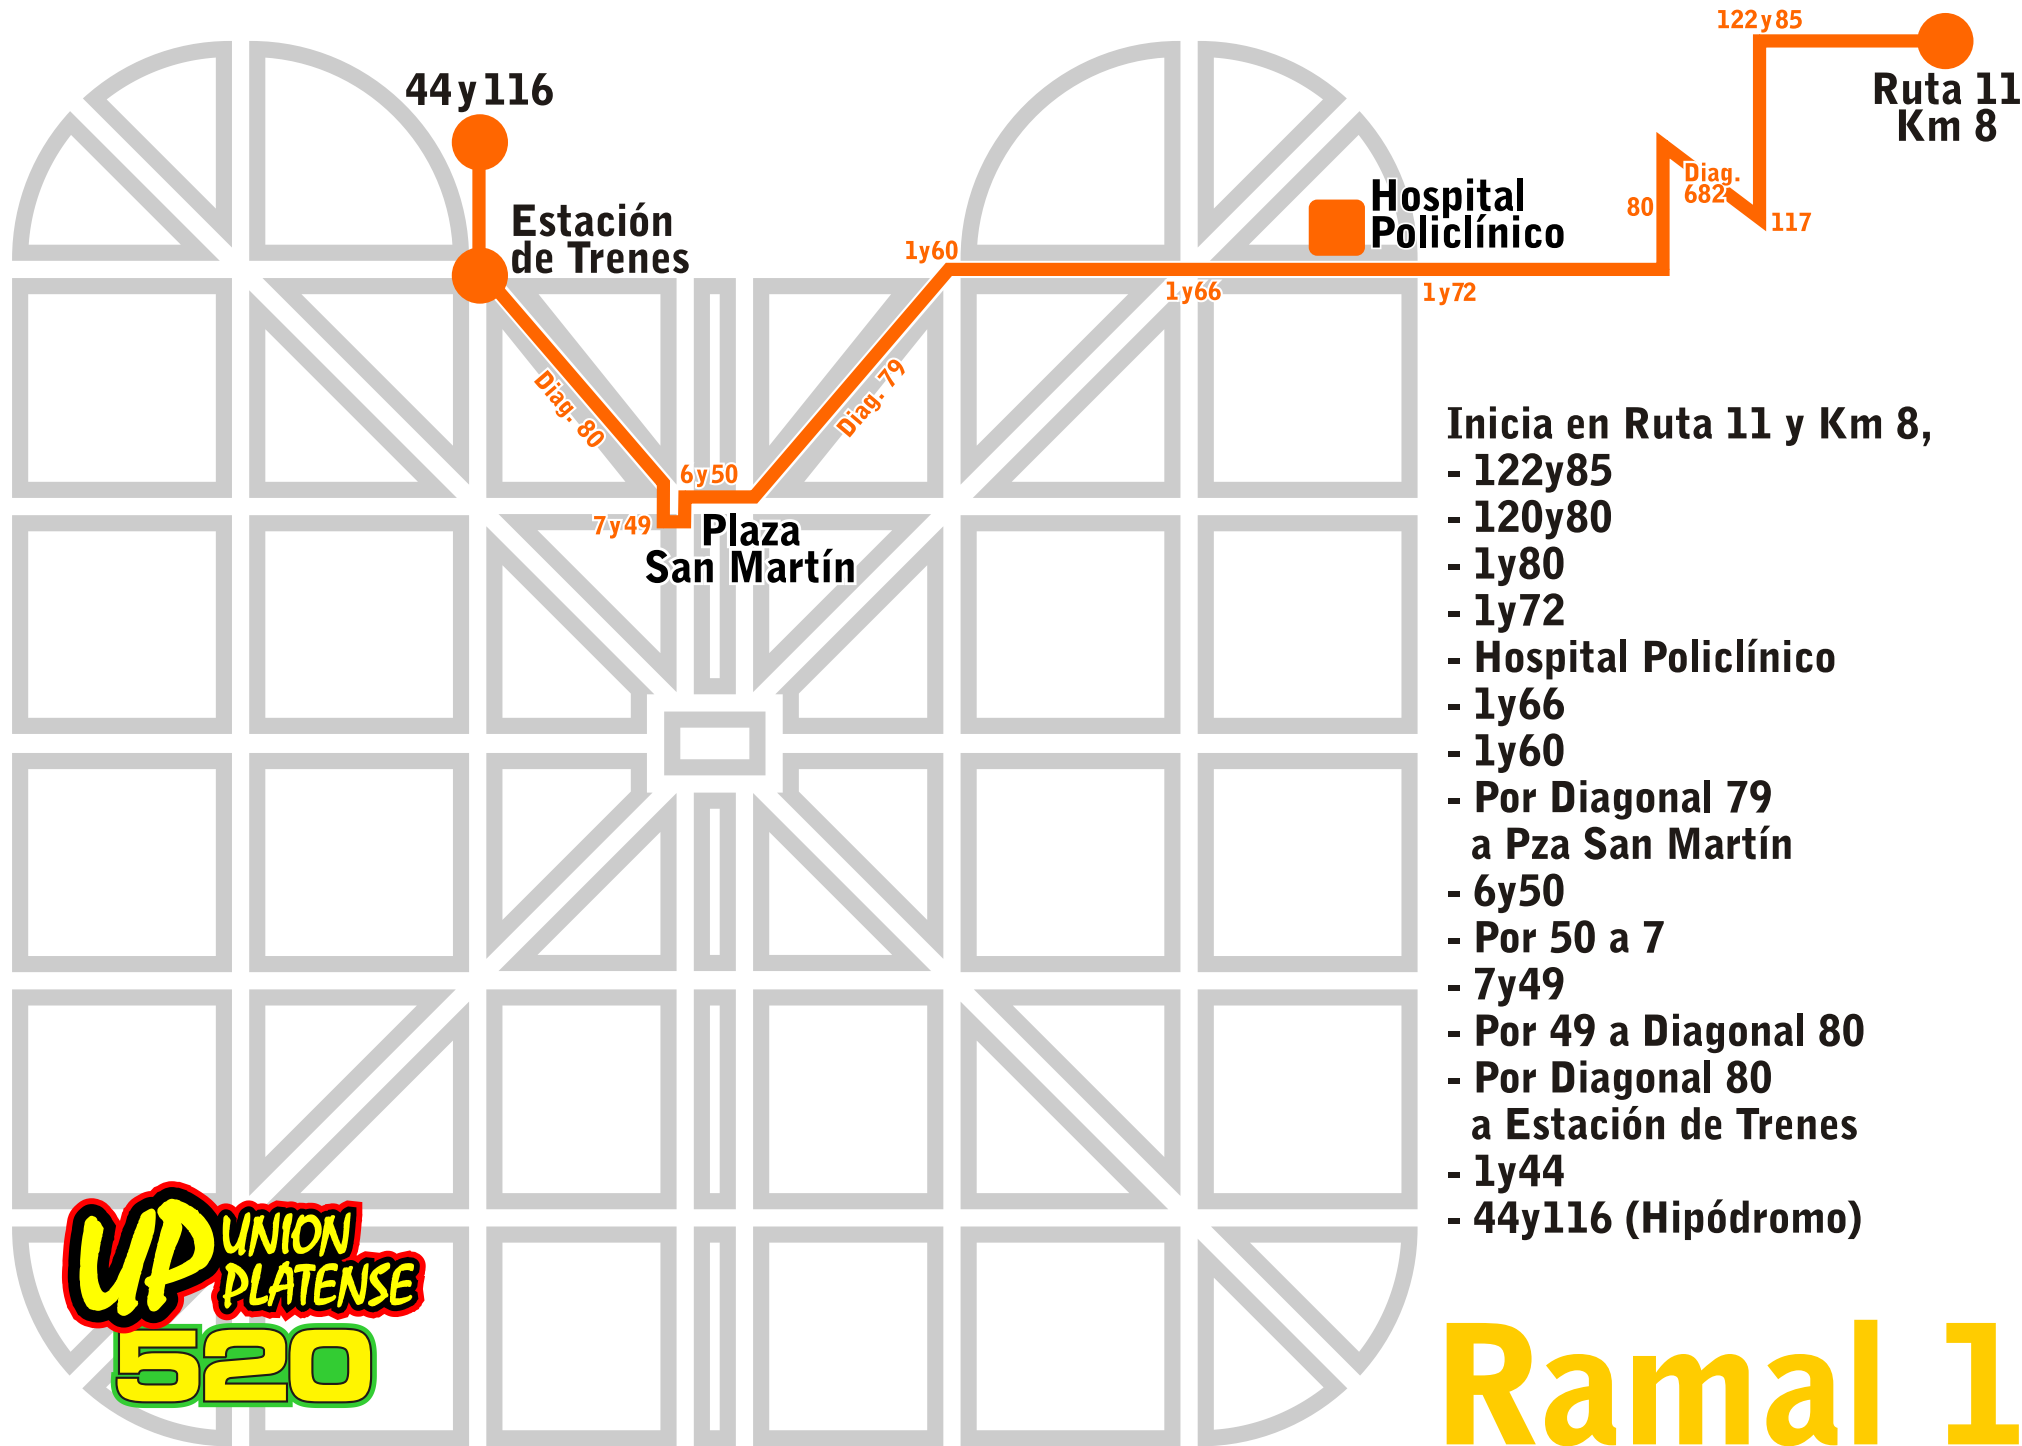 122y85
44y116
Ruta 11
Km 8
Diag.
682
Hospital
Policlínico
80
117
Estación
de Trenes
1y60
1y66
1y72
Diag. 80
Diag. 79
6y50
7y49
Plaza
San Martín
Inicia en Ruta 11 y Km 8,
- 122y85
- 120y80
- 1y80
- 1y72
- Hospital Policlínico
- 1y66
- 1y60
- Por Diagonal 79
a Pza San Martín
- 6y50
- Por 50 a 7
- 7y49
- Por 49 a Diagonal 80
- Por Diagonal 80
a Estación de Trenes
- 1y44
- 44y116 (Hipódromo)
UP UNION
PLATENSE
520
Ramal 1